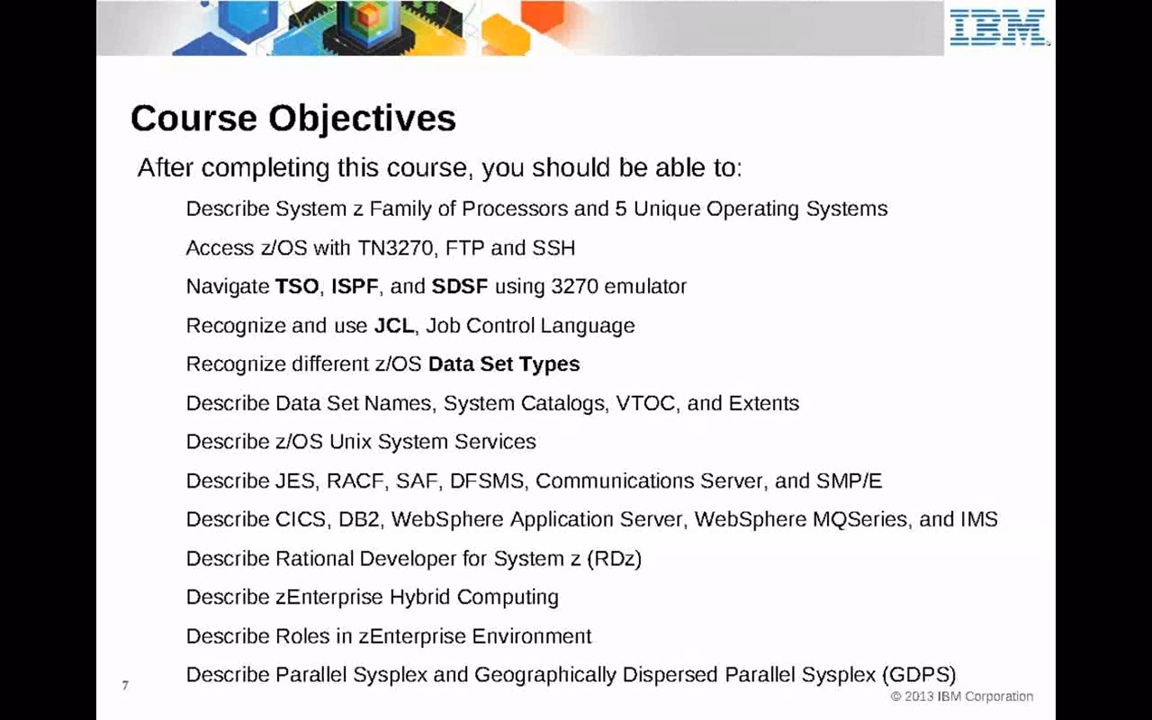 IBM
Course Objectives
After completing this course, you should be able to:
Describe System z Family of Processors and 5 Unique Operating Systems
Access z/OS with TN3270, FTP and SSH
Navigate TSO, ISPF, and SDSF using 3270 emulator
Recognize and use JCL, Job Control Language
Recognize different z/OS Data Set Types
Describe Data Set Names, System Catalogs, VTOC, and Extents
Describe z/OS Unix System Services
Describe JES, RACF, SAF, DFSMS, Communications Server, and SMP/E
Describe CICS, DB2, WebSphere Application Server, WebSphere MQSeries, and IMS
Describe Rational Developer for System z (RDz)
Describe zEnterprise Hybrid Computing
Describe Roles in zEnterprise Environment
Describe Parallel Sysplex and Geographically Dispersed Parallel Sysplex (GDPS)
7
© 2013 IBM Corporation